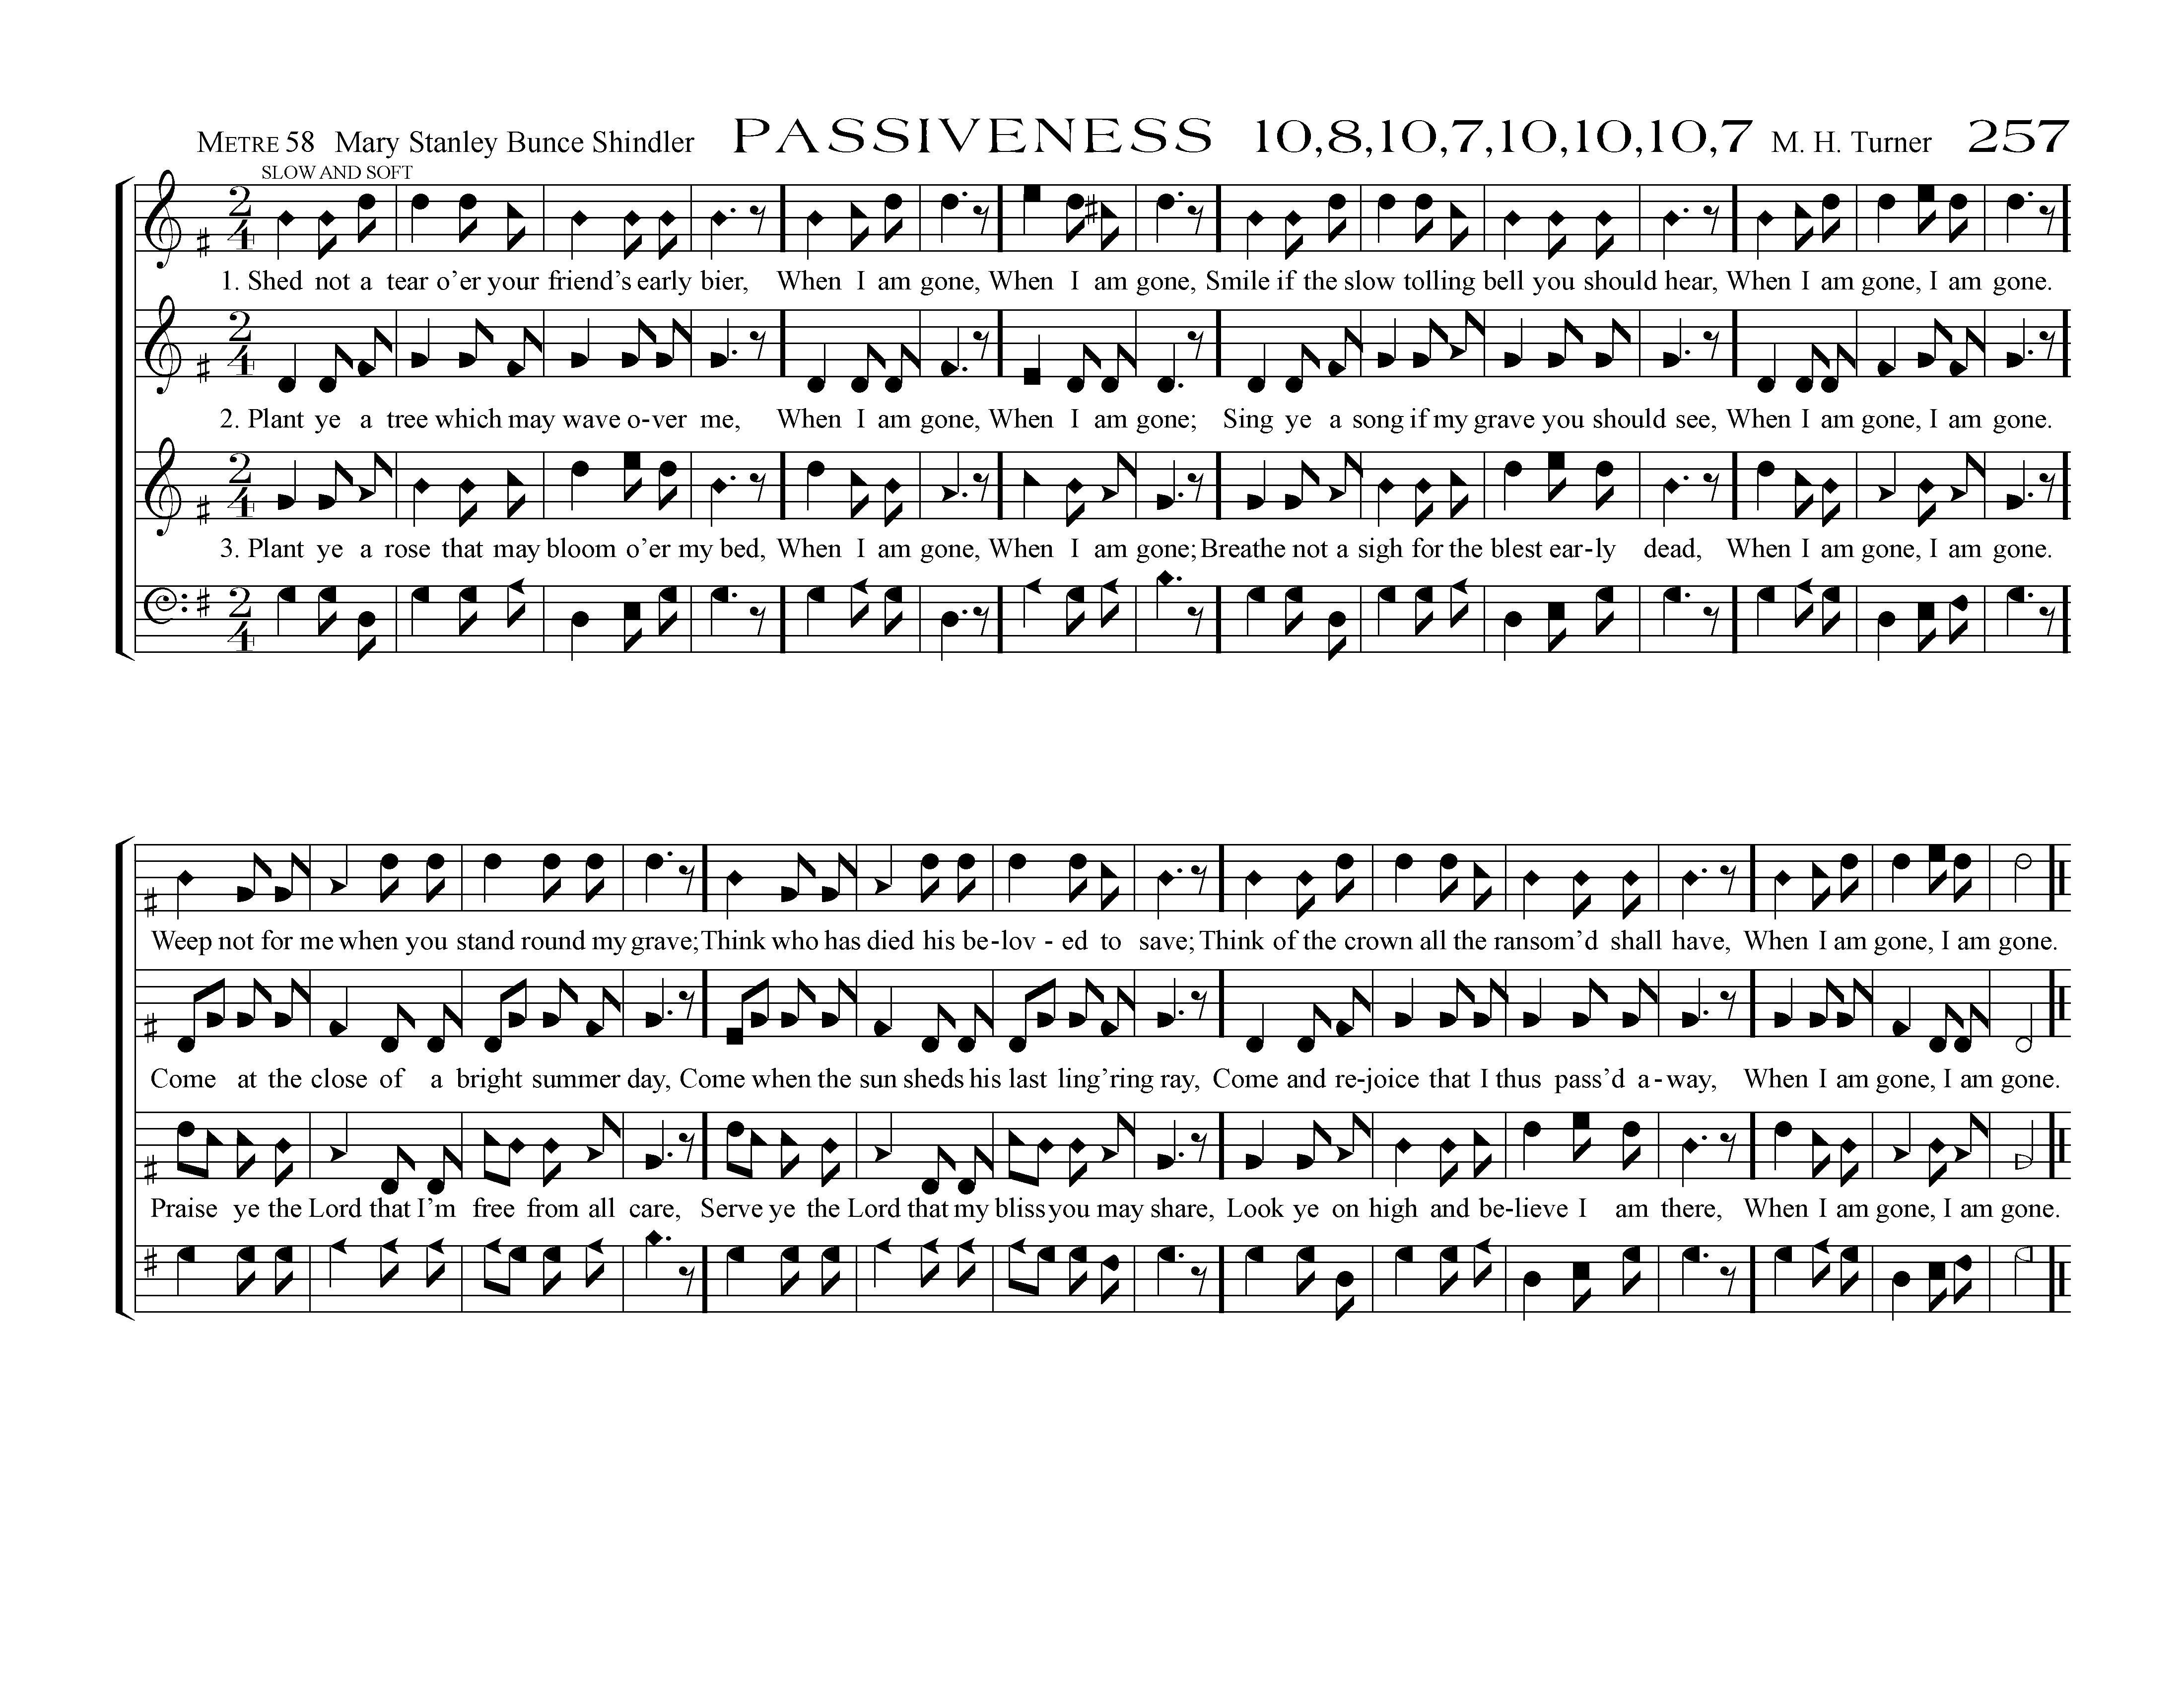 METRE 58 Mary Stanley Bunce Shindler PASSIVENESS 10,8,10,7,10,10,10,7 M. H. Turner 257
SLOW AND SOFT
2
4
1. Shed not a tear o’er your friend’s early bier, When I am gone, When I am gone, Smile if the slow tolling bell you should hear, When I am gone, I am gone.
2
4
2. Plant ye a tree which may wave o-ver me, When I am gone, When I am gone; Sing ye a song if my grave you should see, When I am gone, I am gone.
2
4
3. Plant ye a rose that may bloom o’er my bed, When I am gone, When I am gone; Breathe not a sigh for the blest ear-ly dead, When I am gone, I am gone.
2
4
Weep not for me when you stand round my grave; Think who has died his be-lov - ed to save; Think of the crown all the ransom’d shall have, When I am gone, I am gone.
Come at the close of a bright summer day, Come when the sun sheds his last ling’ring ray, Come and re-joice that I thus pass’d a-way, When I am gone, I am gone.
Praise ye the Lord that I’m free from all care, Serve ye the Lord that my bliss you may share, Look ye on high and be-lieve I am there, When I am gone, I am gone.